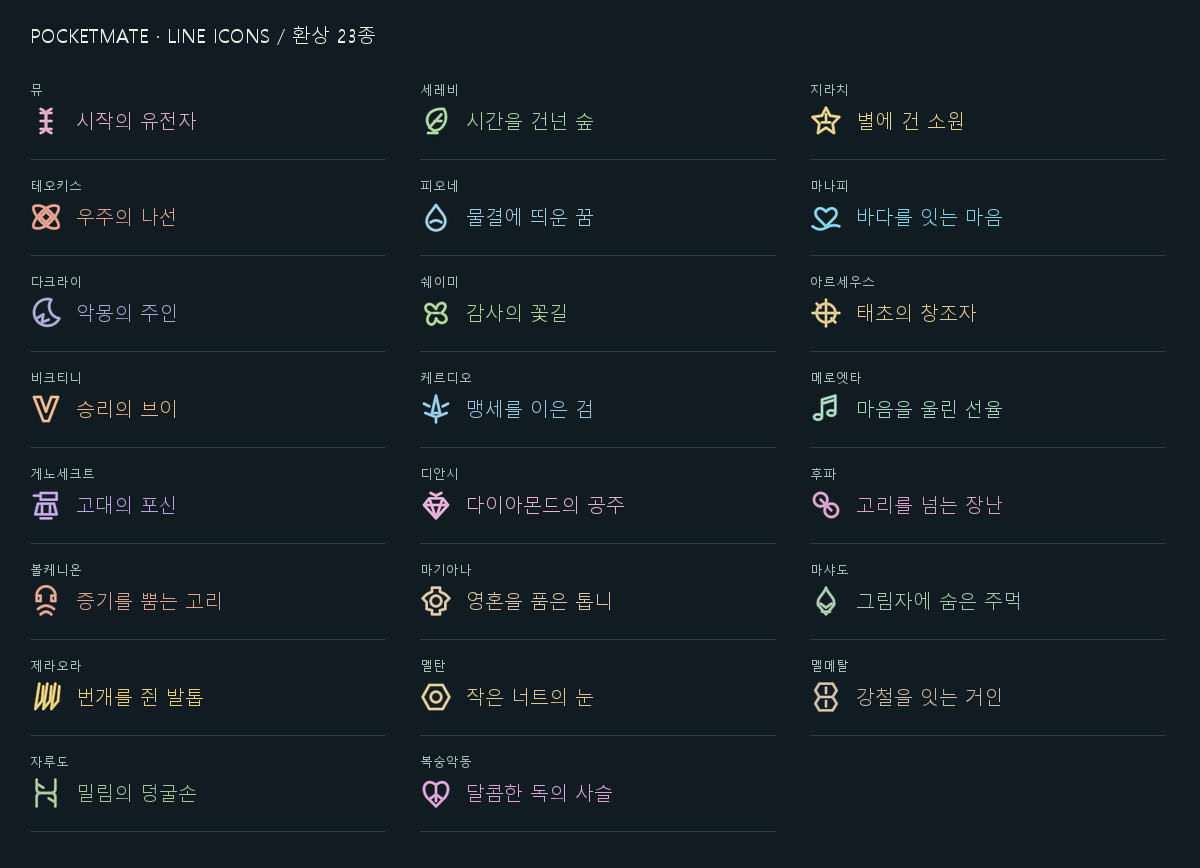 POCKETMATE · LINE ICONS / 환상 23종
뮤
시작의 유전자
세레비
시간을 건넌 숲
지라치
별에 건 소원
테오키스
우주의 나선
피오네
물결에 띄운 꿈
마나피
바다를 잇는 마음
다크라이
악몽의 주인
쉐이미
감사의 꽃길
아르세우스
태초의 창조자
비크티니
승리의 브이
케르디오
맹세를 이은 검
메로엣타
마음을 울린 선율
게노세크트
고대의 포신
디안시
다이아몬드의 공주
후파
고리를 넘는 장난
볼케니온
증기를 뿜는 고리
마기아나
영혼을 품은 톱니
마샤도
그림자에 숨은 주먹
제라오라
번개를 쥔 발톱
멜탄
작은 너트의 눈
멜메탈
강철을 잇는 거인
자루도
밀림의 덩굴손
복숭악동
달콤한 독의 사슬